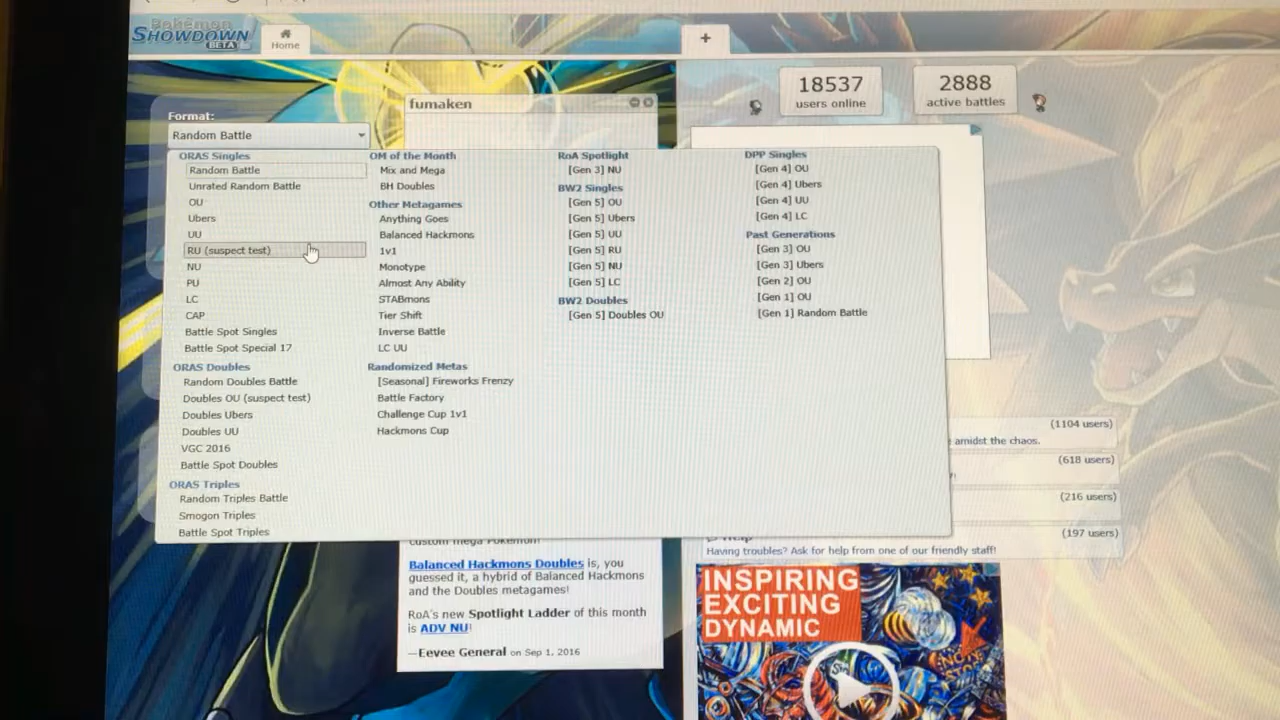 Pokémon
SHOWDOWN
BETA
Home
+
18537
users online
2888
active battles
fumaken
Format:
Random Battle
ORAS Singles
Random Battle
Unrated Random Battle
OU
Ubers
UU
RU (suspect test)
NU
PU
LC
CAP
Battle Spot Singles
Battle Spot Special 17
ORAS Doubles
Random Doubles Battle
Doubles OU (suspect test)
Doubles Ubers
Doubles UU
VGC 2016
Battle Spot Doubles
ORAS Triples
Random Triples Battle
Smogon Triples
Battle Spot Triples
OM of the Month
Mix and Mega
BH Doubles
Other Metagames
Anything Goes
Balanced Hackmons
1v1
Monotype
Almost Any Ability
STABmons
Tier Shift
Inverse Battle
LC UU
Randomized Metas
[Seasonal] Fireworks Frenzy
Battle Factory
Challenge Cup 1v1
Hackmons Cup
RoA Spotlight
[Gen 3] NU
BW2 Singles
[Gen 5] OU
[Gen 5] Ubers
[Gen 5] UU
[Gen 5] RU
[Gen 5] NU
[Gen 5] LC
BW2 Doubles
[Gen 5] Doubles OU
DPP Singles
[Gen 4] OU
[Gen 4] Ubers
[Gen 4] UU
[Gen 4] LC
Past Generations
[Gen 3] OU
[Gen 3] Ubers
[Gen 2] OU
[Gen 1] OU
[Gen 1] Random Battle
(1104 users)
amidst the chaos.
(618 users)
(216 users)
(197 users)
Help
Having troubles? Ask for help from one of our friendly staff!
custom mega Pokémon!
Balanced Hackmons Doubles is, you
guessed it, a hybrid of Balanced Hackmons
and the Doubles metagames!
RoA's new Spotlight Ladder of this month
is ADV NU!
—Eevee General on Sep 1, 2016
INSPIRING
EXCITING
DYNAMIC